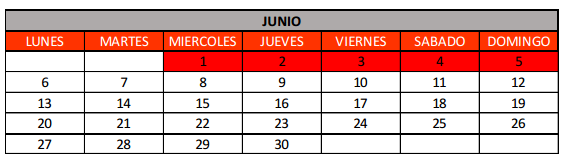 JUNIO
LUNES MARTES MIERCOLES JUEVES VIERNES SABADO DOMINGO
1 2 3 4 5
6 7 8 9 10 11 12
13 14 15 16 17 18 19
20 21 22 23 24 25 26
27 28 29 30